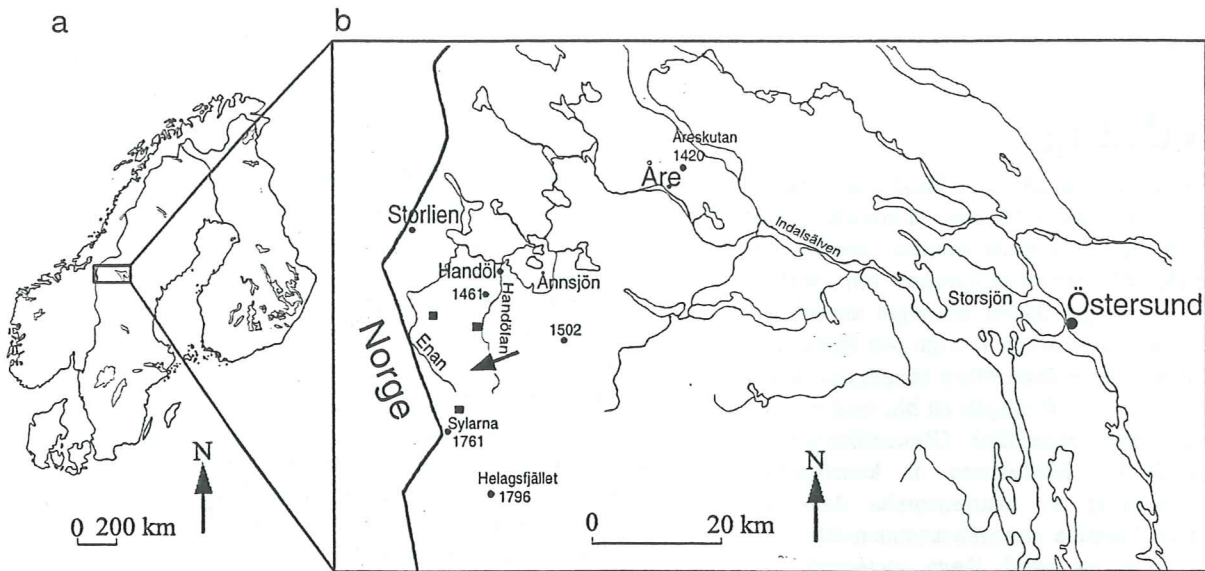 a
b
Åreskutan
1420
Åre
Storlien
Indalsälven
Handöl
Ånnsjön
1461
Handölan
Storsjön
Östersund
1502
Enan
Norge
Sylarna
1761
N
N
Helagsfjället
1796
0 200 km
0 20 km